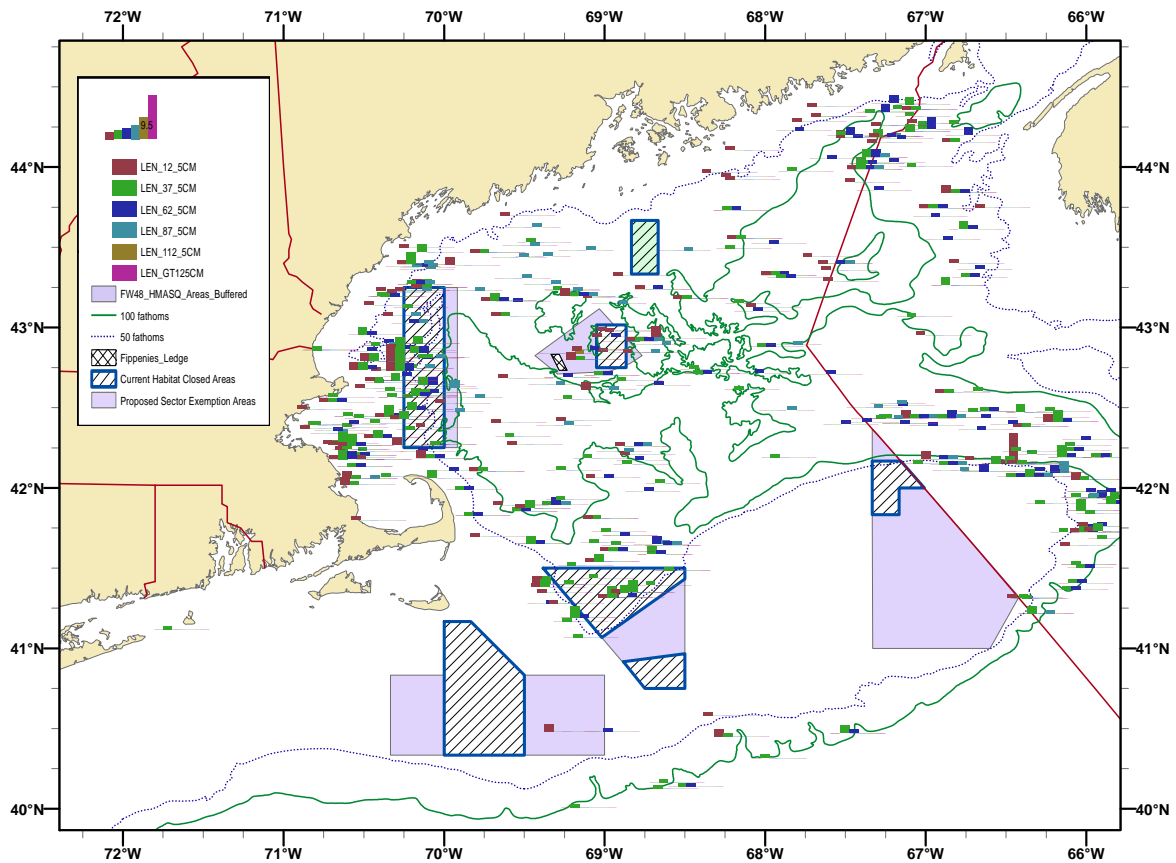 72°W 71°W 70°W 69°W 68°W 67°W 66°W
9.5
LEN_12_5CM
LEN_37_5CM
LEN_62_5CM
LEN_87_5CM
LEN_112_5CM
LEN_GT125CM
FW48_HMASQ_Areas_Buffered
100 fathoms
50 fathoms
Fippenies_Ledge
Current Habitat Closed Areas
Proposed Sector Exemption Areas
44°N 44°N
43°N 43°N
42°N 42°N
41°N 41°N
40°N 40°N
72°W 71°W 70°W 69°W 68°W 67°W 66°W